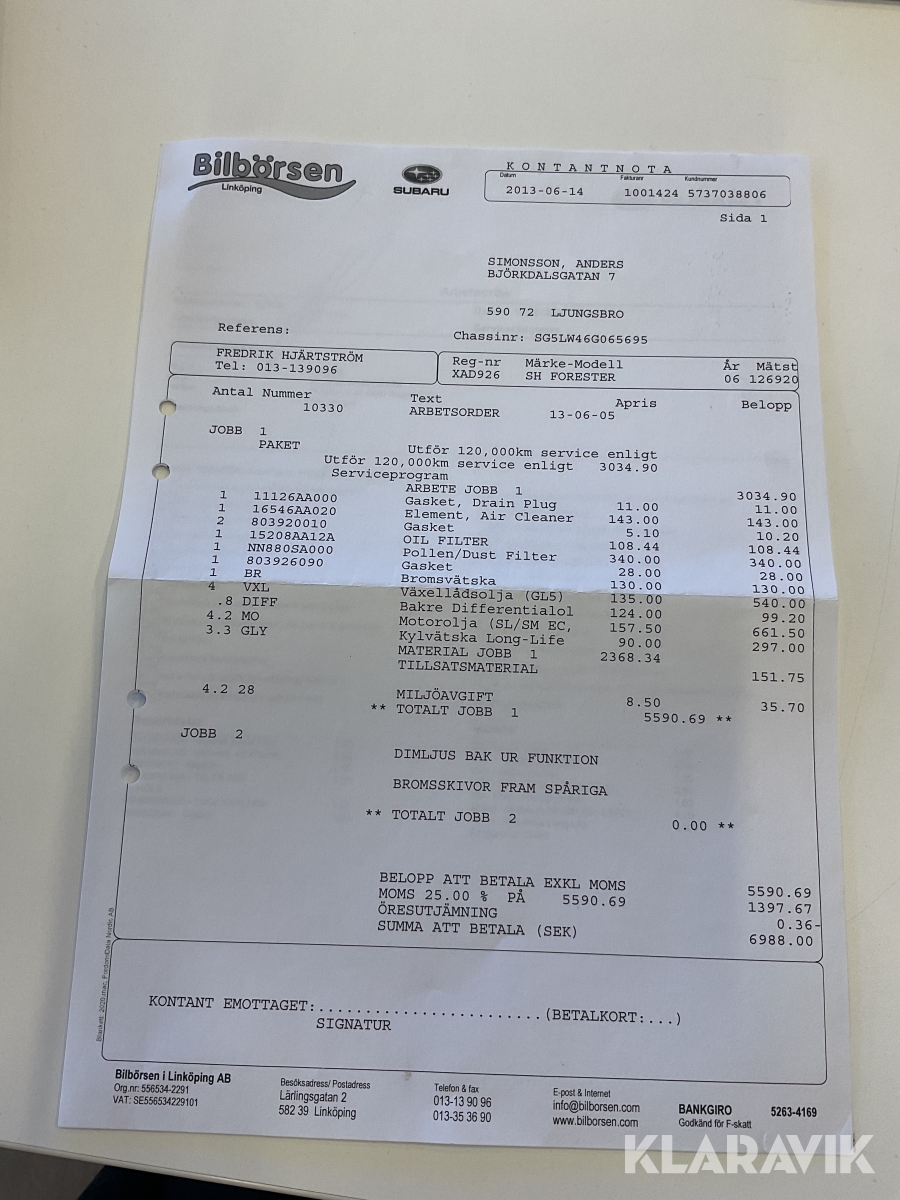 Bilbörsen
Linköping
SUBARU
KONTANTNOTA
Datum Fakturanr Kundnummer
2013-06-14 1001424 5737038806
Sida 1
SIMONSSON, ANDERS
BJÖRKDALSGATAN 7
590 72 LJUNGSBRO
Referens:
Chassinr: SG5LW46G065695
FREDRIK HJÄRTSTRÖM
Tel: 013-139096
Reg-nr Märke-Modell År Mätst
XAD926 SH FORESTER 06 126920
Antal Nummer Text Apris Belopp
10330 ARBETSORDER 13-06-05
JOBB 1
PAKET Utför 120,000km service enligt
Utför 120,000km service enligt 3034.90
Serviceprogram
ARBETE JOBB 1 3034.90
1 11126AA000 Gasket, Drain Plug 11.00 11.00
1 16546AA020 Element, Air Cleaner 143.00 143.00
2 803920010 Gasket 5.10 10.20
1 15208AA12A OIL FILTER 108.44 108.44
1 NN880SA000 Pollen/Dust Filter 340.00 340.00
1 803926090 Gasket 28.00 28.00
1 BR Bromsvätska 130.00 130.00
4 VXL Växellådsolja (GL5) 135.00 540.00
.8 DIFF Bakre Differentialol 124.00 99.20
4.2 MO Motorolja (SL/SM EC, 157.50 661.50
3.3 GLY Kylvätska Long-Life 90.00 297.00
MATERIAL JOBB 1 2368.34
TILLSATSMATERIAL 151.75
4.2 28 MILJÖAVGIFT 8.50 35.70
** TOTALT JOBB 1 5590.69 **
JOBB 2
DIMLJUS BAK UR FUNKTION
BROMSSKIVOR FRAM SPÅRIGA
** TOTALT JOBB 2 0.00 **
BELOPP ATT BETALA EXKL MOMS 5590.69
MOMS 25.00 % PÅ 5590.69 1397.67
ÖRESUTJÄMNING 0.36-
SUMMA ATT BETALA (SEK) 6988.00
KONTANT EMOTTAGET:.......................(BETALKORT:...)
SIGNATUR
Bilbörsen i Linköping AB
Org.nr: 556534-2291
VAT: SE556534229101
Besöksadress/ Postadress
Lärlingsgatan 2
582 39 Linköping
Telefon & fax
013-13 90 96
013-35 36 90
E-post & Internet
info@bilborsen.com
www.bilborsen.com
BANKGIRO 5263-4169
Godkänd för F-skatt
KLARAVIK